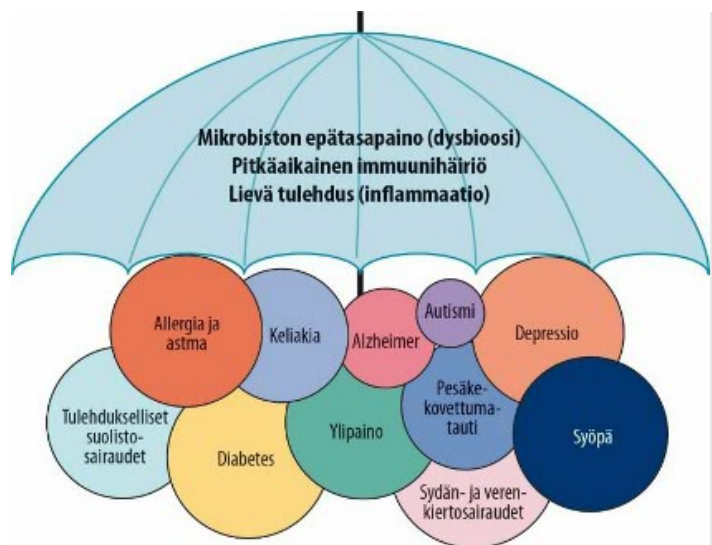 Mikrobiston epätasapaino (dysbioosi)
Pitkäaikainen immuunihäiriö
Lievä tulehdus (inflammaatio)
Allergia ja
astma
Keliakia
Alzheimer
Autismi
Depressio
Tulehdukselliset
suolisto-
sairaudet
Diabetes
Ylipaino
Pesäke-
kovettuma-
tauti
Syöpä
Sydän- ja veren-
kiertosairaudet